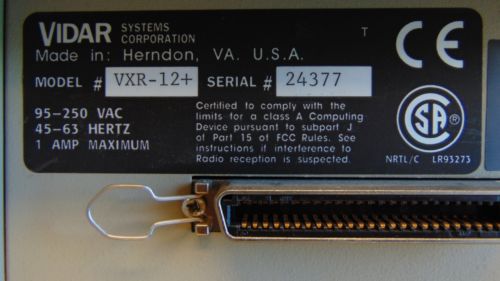 VIDAR SYSTEMS CORPORATION
T
Made in: Herndon, VA. U.S.A.
MODEL # VXR-12+ SERIAL # 24377
CE
95-250 VAC
45-63 HERTZ
1 AMP MAXIMUM
Certified to comply with the
limits for a class A Computing
Device pursuant to subpart J
of Part 15 of FCC Rules. See
instructions if interference to
Radio reception is suspected.
CSA
NRTL/C LR93273